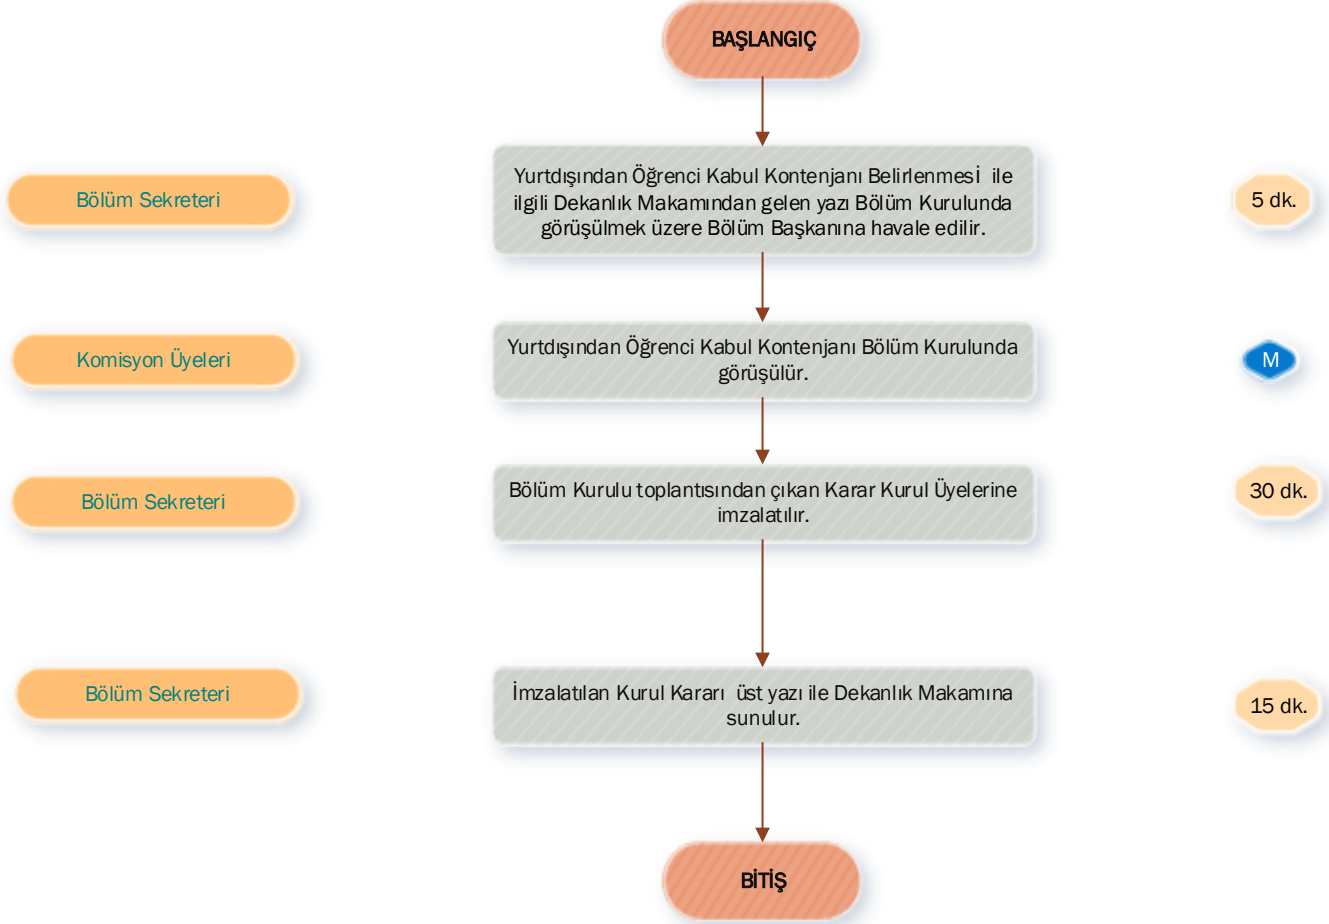 BAŞLANGIÇ
Bölüm Sekreteri
Yurtdışından Öğrenci Kabul Kontenjanı Belirlenmesİ ile
ilgili Dekanlık Makamından gelen yazı Bölüm Kurulunda
görüşülmek üzere Bölüm Başkanına havale edilir.
5 dk.
Komisyon Üyeleri
Yurtdışından Öğrenci Kabul Kontenjanı Bölüm Kurulunda
görüşülür.
M
Bölüm Sekreteri
Bölüm Kurulu toplantısından çıkan Karar Kurul Üyelerine
imzalatılır.
30 dk.
Bölüm Sekreteri
İmzalatılan Kurul Kararı üst yazı ile Dekanlık Makamına
sunulur.
15 dk.
BİTİŞ